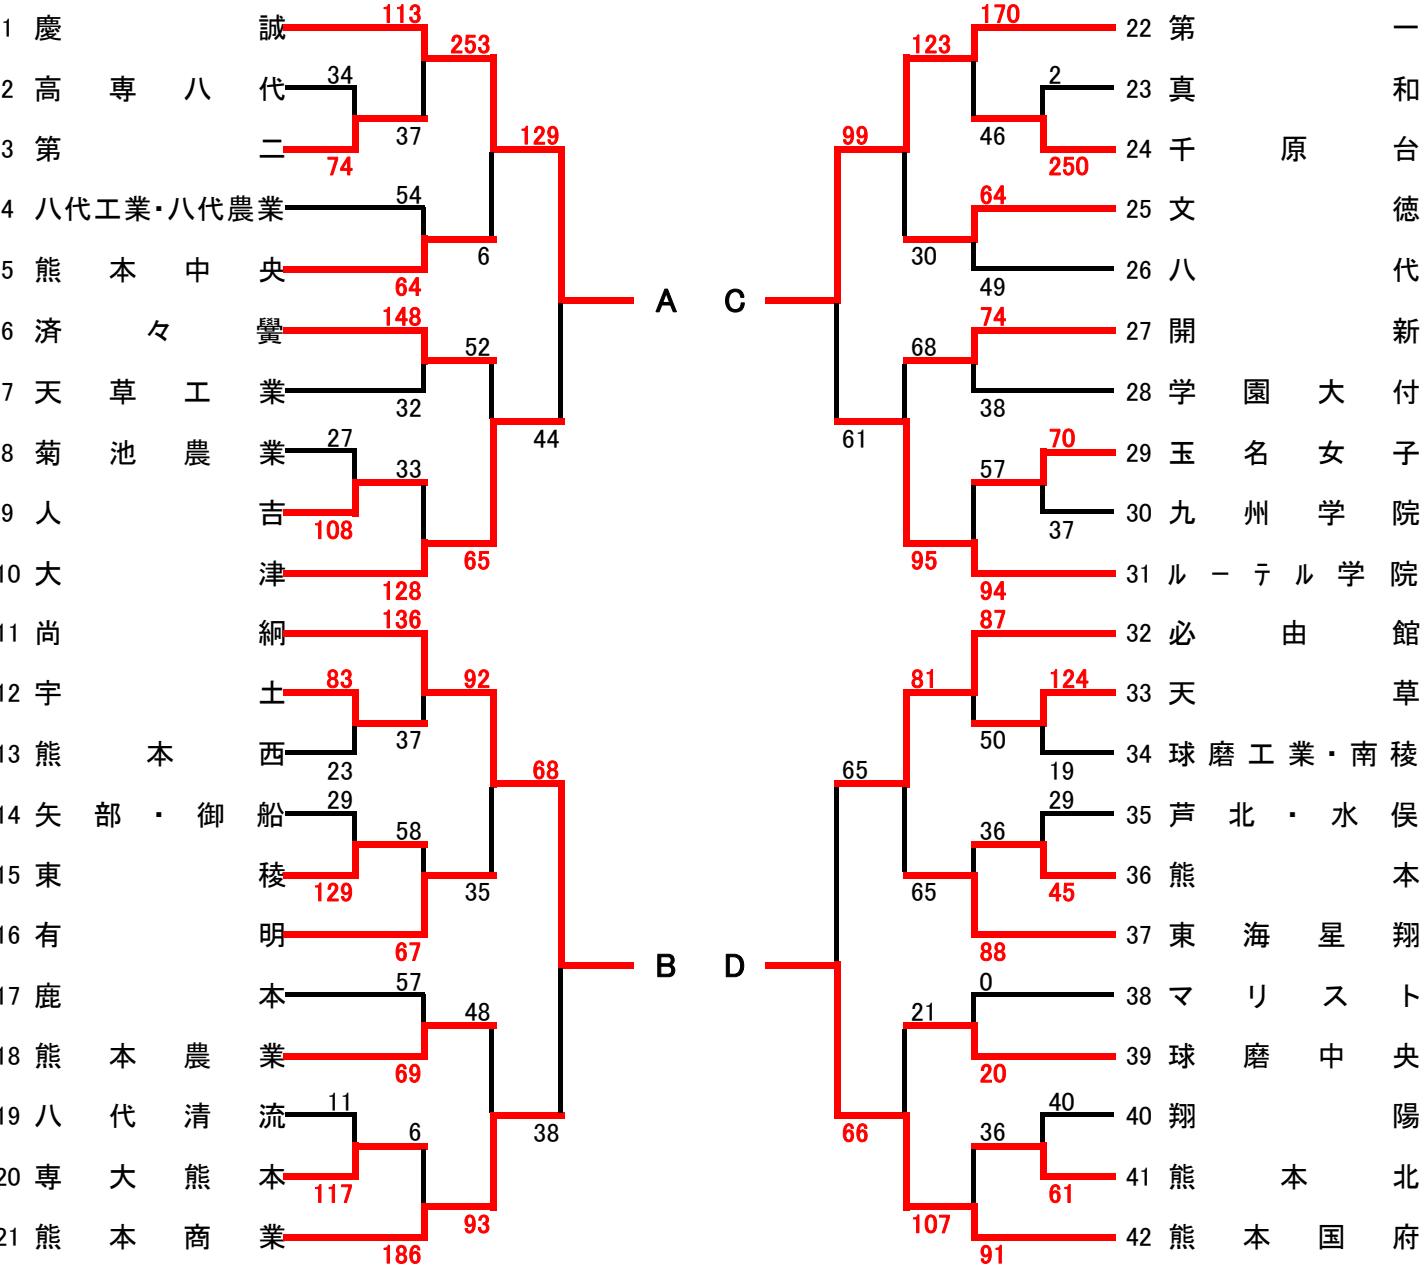 1 慶誠
2 高専八代
3 第二
4 八代工業・八代農業
5 熊本中央
6 済々黌
7 天草工業
8 菊池農業
9 人吉
10 大津
11 尚絅
12 宇土
13 熊本西
14 矢部・御船
15 東稜
16 有明
17 鹿本
18 熊本農業
19 八代清流
20 専大熊本
21 熊本商業
113
34
74
37
253
54
64
6
129
148
32
52
27
108
33
128
65
44
A
136
83
23
37
92
29
129
58
67
35
68
57
69
48
11
117
6
186
93
38
B
C
170
123
2
250
46
99
64
49
30
74
38
68
70
37
57
94
95
61
D
87
81
124
19
50
65
29
45
36
88
65
0
20
21
40
61
36
91
107
66
22 第一
23 真和
24 千原台
25 文徳
26 八代
27 開新
28 学園大付
29 玉名女子
30 九州学院
31 ルーテル学院
32 必由館
33 天草
34 球磨工業・南稜
35 芦北・水俣
36 熊本
37 東海星翔
38 マリスト
39 球磨中央
40 翔陽
41 熊本北
42 熊本国府